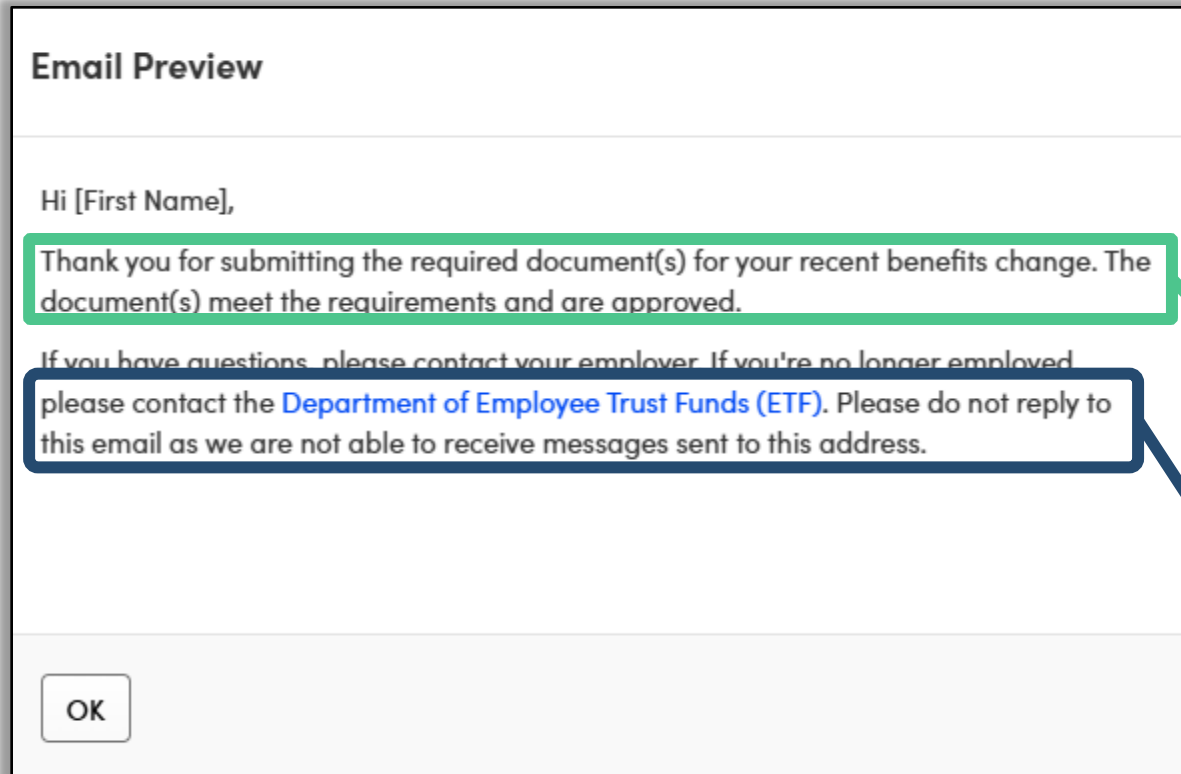 Email Preview
Hi [First Name],
Thank you for submitting the required document(s) for your recent benefits change. The
document(s) meet the requirements and are approved.
If you have questions, please contact your employer. If you're no longer employed
please contact the Department of Employee Trust Funds (ETF). Please do not reply to
this email as we are not able to receive messages sent to this address.
OK